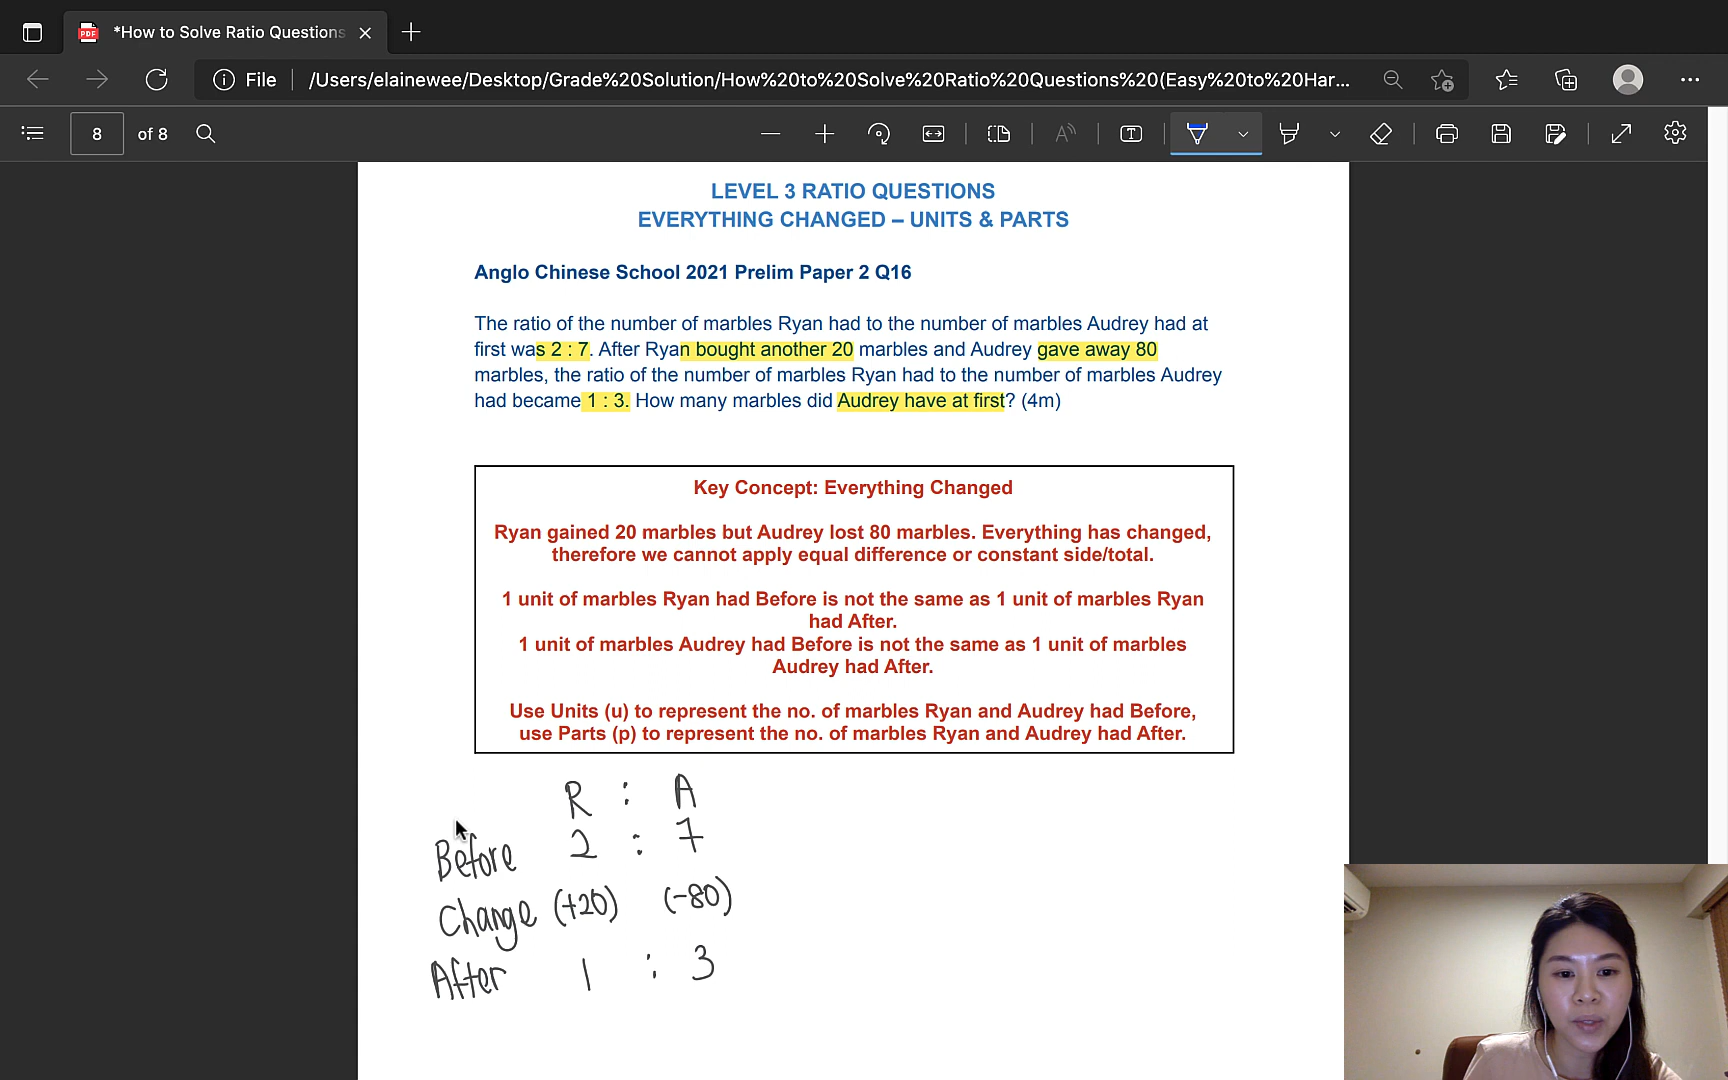 *How to Solve Ratio Questions
File /Users/elainewee/Desktop/Grade%20Solution/How%20to%20Solve%20Ratio%20Questions%20(Easy%20to%20Har...
8 of 8
LEVEL 3 RATIO QUESTIONS
EVERYTHING CHANGED – UNITS & PARTS
Anglo Chinese School 2021 Prelim Paper 2 Q16
The ratio of the number of marbles Ryan had to the number of marbles Audrey had at
first was 2 : 7. After Ryan bought another 20 marbles and Audrey gave away 80
marbles, the ratio of the number of marbles Ryan had to the number of marbles Audrey
had became 1 : 3. How many marbles did Audrey have at first? (4m)
Key Concept: Everything Changed
Ryan gained 20 marbles but Audrey lost 80 marbles. Everything has changed,
therefore we cannot apply equal difference or constant side/total.
1 unit of marbles Ryan had Before is not the same as 1 unit of marbles Ryan
had After.
1 unit of marbles Audrey had Before is not the same as 1 unit of marbles
Audrey had After.
Use Units (u) to represent the no. of marbles Ryan and Audrey had Before,
use Parts (p) to represent the no. of marbles Ryan and Audrey had After.
R : A
Before 2 : 7
Change (+20) (-80)
After 1 : 3